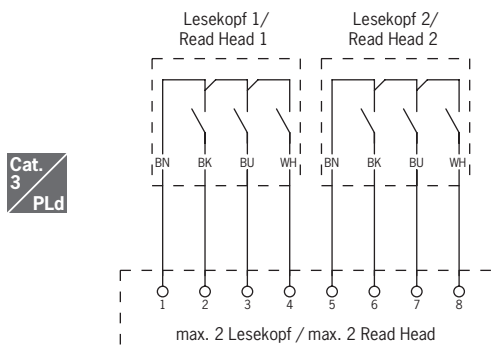 Lesekopf 1/
Read Head 1
Lesekopf 2/
Read Head 2
Cat.
3
PLd
BN BK BU WH BN BK BU WH
1 2 3 4 5 6 7 8
max. 2 Lesekopf / max. 2 Read Head